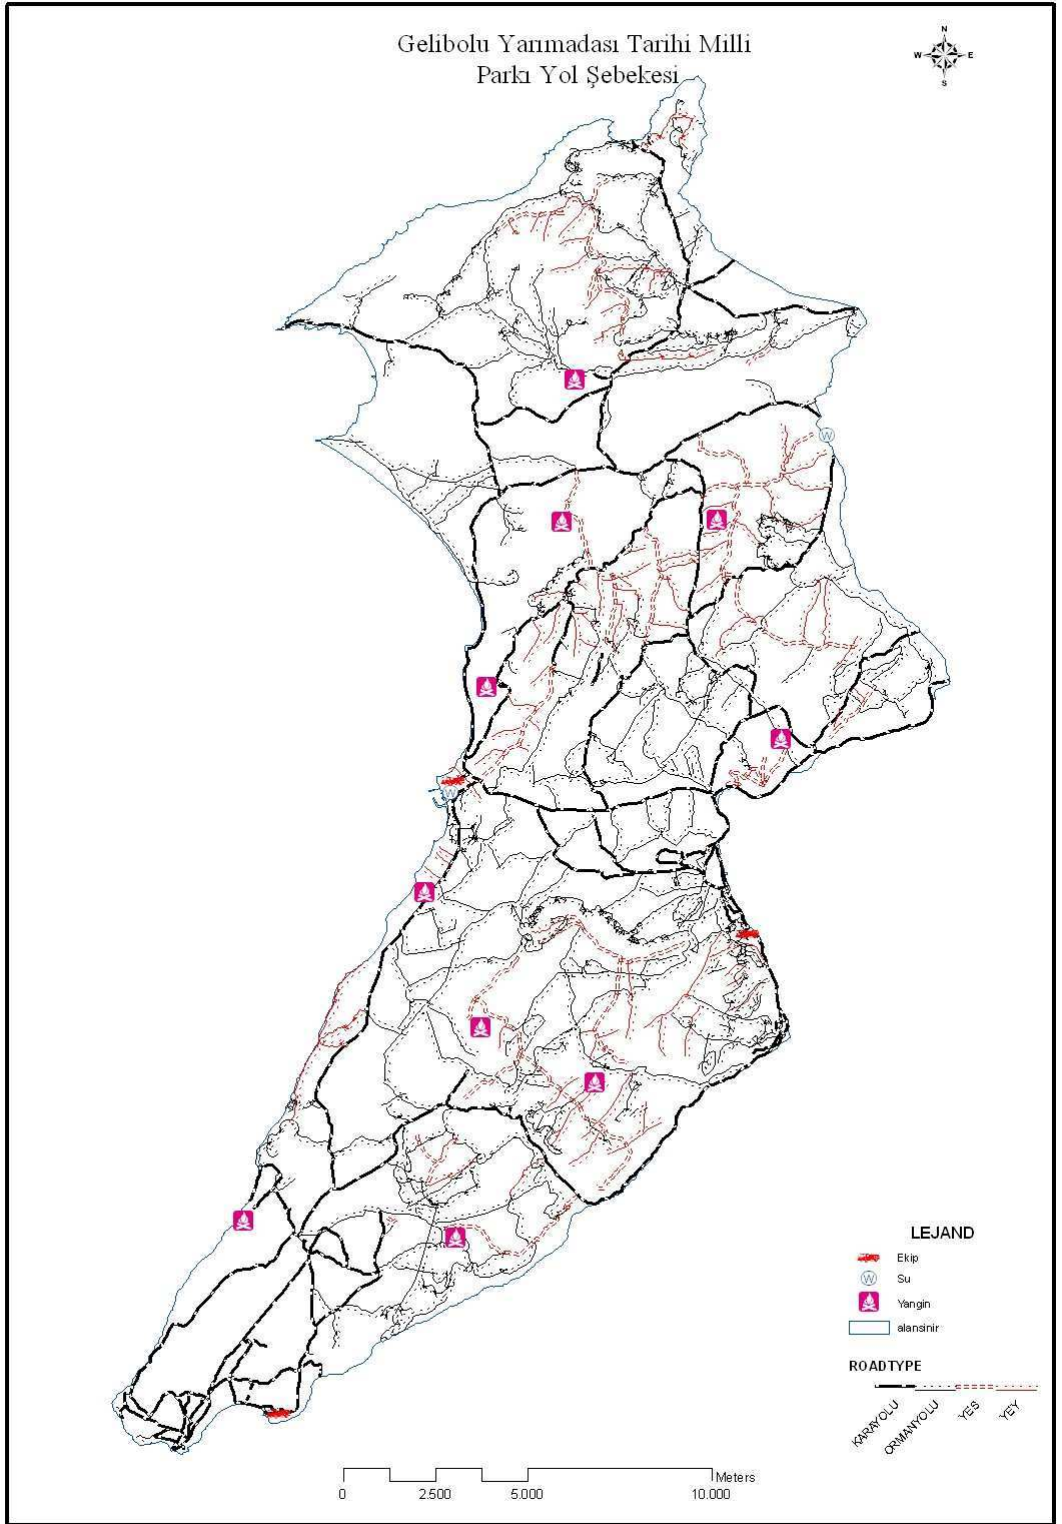 Gelibolu Yarımadası Tarihi Milli
Parkı Yol Şebekesi
N
W E
S
W
W
LEJAND
Ekip
W Su
Yangin
alansinir
ROADTYPE
KARAYOLU
ORMANYOLU
YES
YEY
Meters
0 2.500 5.000 10.000